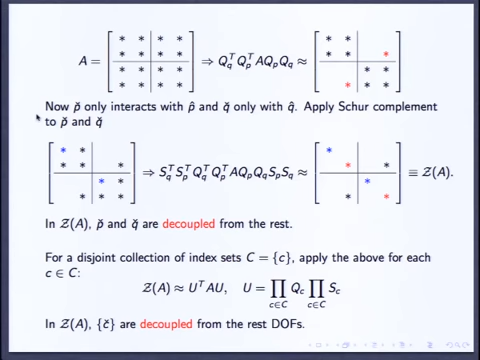 A = [ * * * * ; * * * * ; * * * * ; * * * * ] ⇒ Q_q^T Q_p^T A Q_p Q_q ≈ [ * * ; * * * ; * * ; * * * ]
Now p̌ only interacts with p̂ and q̌ only with q̂. Apply Schur complement
to p̌ and q̌
[ * * ; * * * ; * * ; * * * ] ⇒ S_q^T S_p^T Q_q^T Q_p^T A Q_p Q_q S_p S_q ≈ [ * ; * * ; * ; * * ] ≡ Z(A).
In Z(A), p̌ and q̌ are decoupled from the rest.
For a disjoint collection of index sets C = {c}, apply the above for each
c ∈ C:
Z(A) ≈ U^T AU, U = ∏_{c∈C} Q_c ∏_{c∈C} S_c
In Z(A), {č} are decoupled from the rest DOFs.